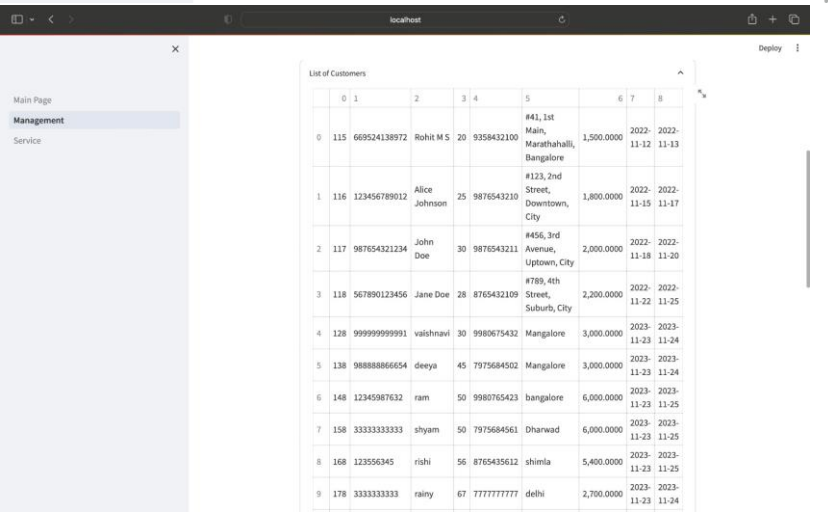 localhost
Deploy
Main Page
Management
Service
List of Customers
0 1 2 3 4 5 6 7 8
0 115 669524138972 Rohit M S 20 9358432100 #41, 1st Main, Marathahalli, Bangalore 1,500.0000 2022-11-12 2022-11-13
1 116 123456789012 Alice Johnson 25 9876543210 #123, 2nd Street, Downtown, City 1,800.0000 2022-11-15 2022-11-17
2 117 987654321234 John Doe 30 9876543211 #456, 3rd Avenue, Uptown, City 2,000.0000 2022-11-18 2022-11-20
3 118 567890123456 Jane Doe 28 8765432109 #789, 4th Street, Suburb, City 2,200.0000 2022-11-22 2022-11-25
4 128 999999999991 vaishnavi 30 9980675432 Mangalore 3,000.0000 2023-11-23 2023-11-24
5 138 988888866654 deeya 45 7975684502 Mangalore 3,000.0000 2023-11-23 2023-11-24
6 148 12345987632 ram 50 9980765423 bangalore 6,000.0000 2023-11-23 2023-11-25
7 158 33333333333 shyam 50 7975684561 Dharwad 6,000.0000 2023-11-23 2023-11-25
8 168 123556345 rishi 56 8765435612 shimla 5,400.0000 2023-11-23 2023-11-25
9 178 3333333333 rainy 67 7777777777 delhi 2,700.0000 2023-11-23 2023-11-24